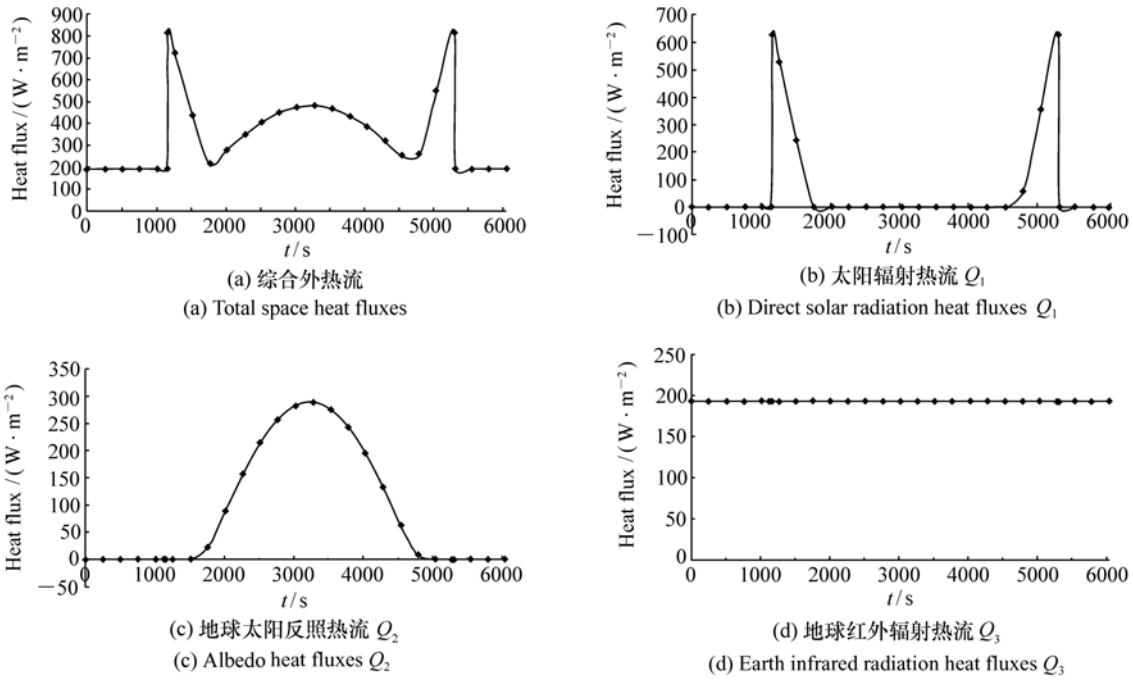 Heat flux / ( W · m−2 )
900
800
700
600
500
400
300
200
100
0
0 1000 2000 3000 4000 5000 6000
t / s
(a) 综合外热流
(a) Total space heat fluxes
Heat flux / ( W · m−2 )
700
600
500
400
300
200
100
0
−100
0 1000 2000 3000 4000 5000 6000
t / s
(b) 太阳辐射热流 Q1
(b) Direct solar radiation heat fluxes Q1
Heat flux / ( W · m−2 )
350
300
250
200
150
100
50
0
−50
0 1000 2000 3000 4000 5000 6000
t / s
(c) 地球太阳反照热流 Q2
(c) Albedo heat fluxes Q2
Heat flux / ( W · m−2 )
250
200
150
100
50
0
0 1000 2000 3000 4000 5000 6000
t / s
(d) 地球红外辐射热流 Q3
(d) Earth infrared radiation heat fluxes Q3